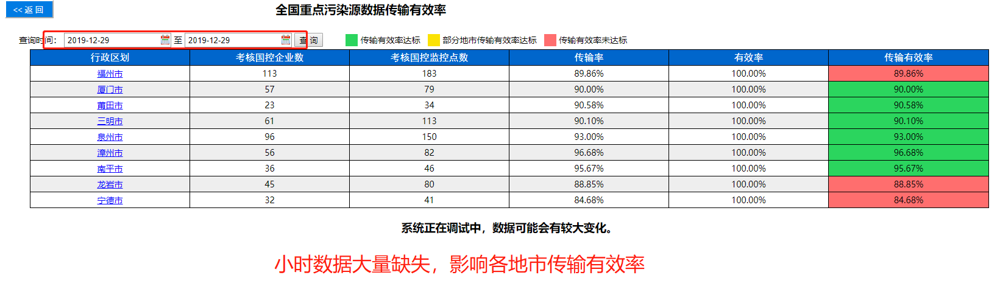 << 返 回
全国重点污染源数据传输有效率
查询时间： 2019-12-29 至 2019-12-29 查 询 传输有效率达标 部分地市传输有效率达标 传输有效率未达标
行政区划 考核国控企业数 考核国控监控点数 传输率 有效率 传输有效率
福州市 113 183 89.86% 100.00% 89.86%
厦门市 57 79 90.00% 100.00% 90.00%
莆田市 23 34 90.58% 100.00% 90.58%
三明市 61 113 90.10% 100.00% 90.10%
泉州市 96 150 93.00% 100.00% 93.00%
漳州市 56 82 96.68% 100.00% 96.68%
南平市 36 46 95.67% 100.00% 95.67%
龙岩市 45 80 88.85% 100.00% 88.85%
宁德市 32 41 84.68% 100.00% 84.68%
系统正在调试中，数据可能会有较大变化。
小时数据大量缺失，影响各地市传输有效率